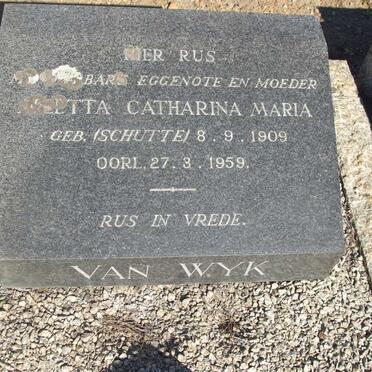 HIER RUS
EGGENOTE EN MOEDER
CATHARINA MARIA
GEB. (SCHUTTE) 8.9.1909
OORL. 27.3.1959.
RUS IN VREDE.
VAN WYK